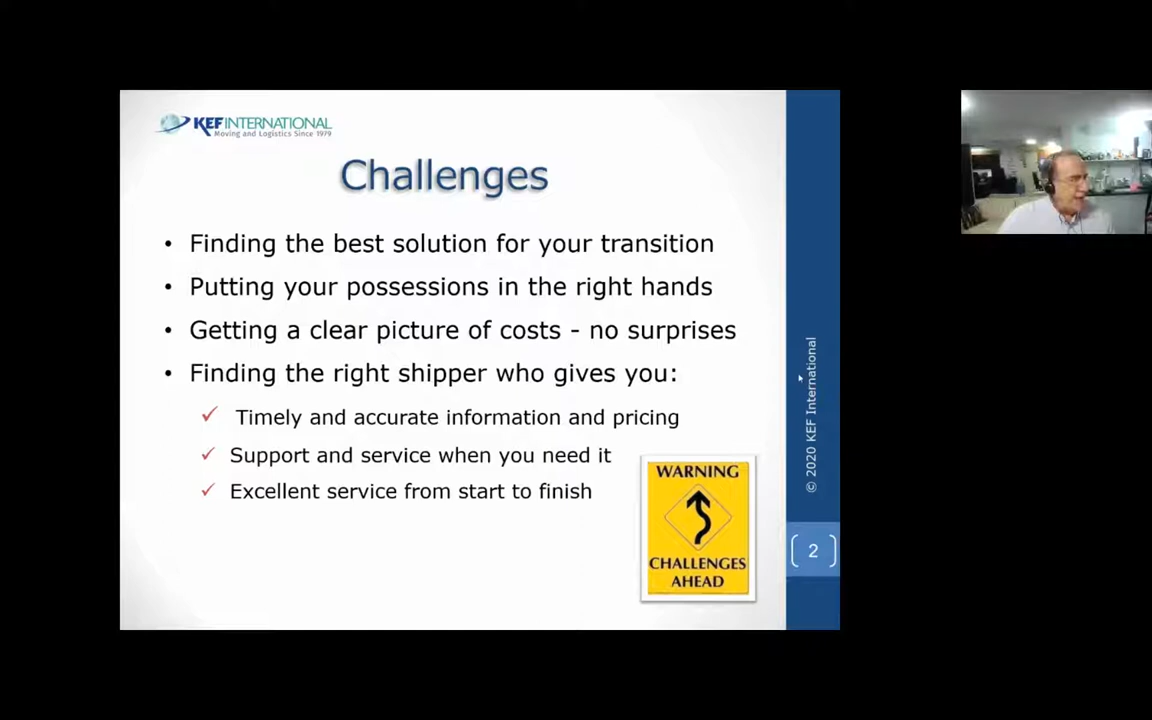 KEF INTERNATIONAL
Moving and Logistics Since 1979
Challenges
• Finding the best solution for your transition
• Putting your possessions in the right hands
• Getting a clear picture of costs - no surprises
• Finding the right shipper who gives you:
✓ Timely and accurate information and pricing
✓ Support and service when you need it
✓ Excellent service from start to finish
WARNING
CHALLENGES
AHEAD
© 2020 KEF International
2